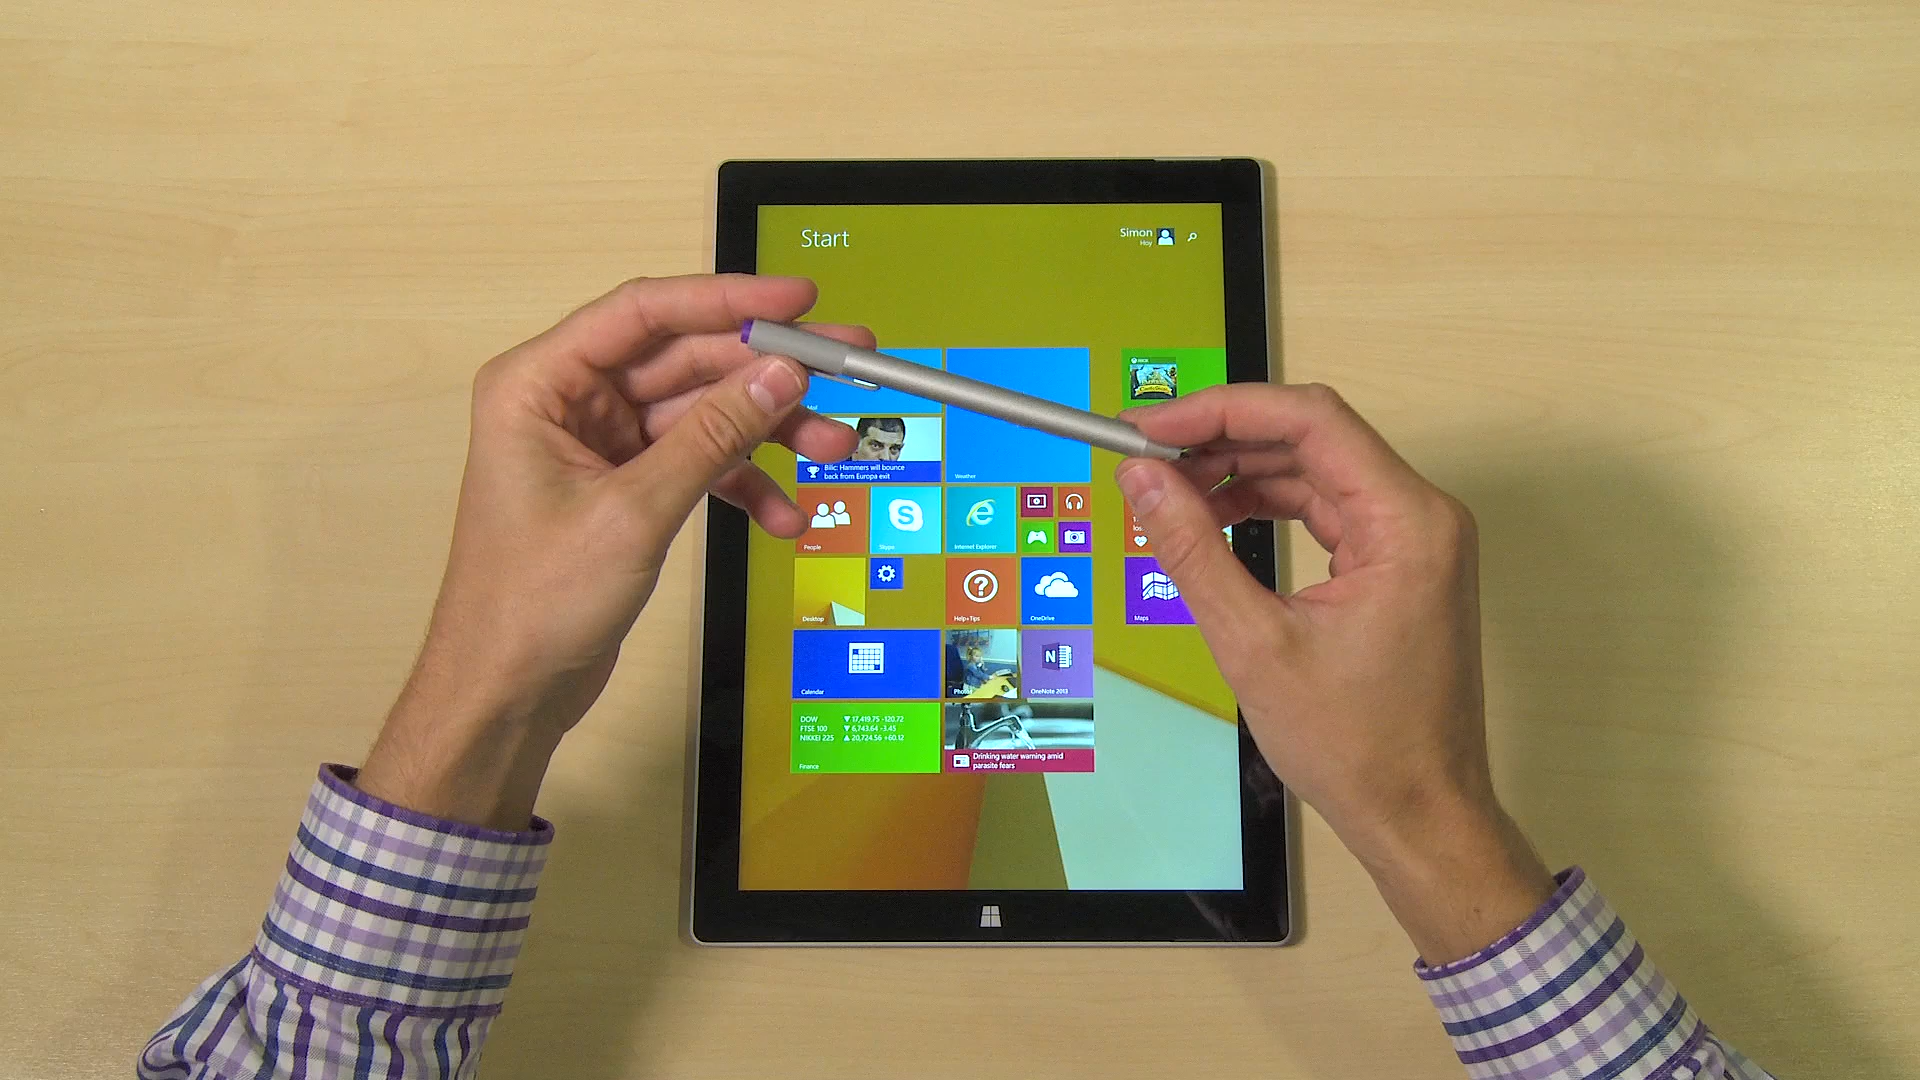 Start
Simon
Hoy
Mail
Weather
XBOX
Bilic: Hammers will bounce
back from Europa exit
People
Skype
Internet Explorer
Desktop
Help+Tips
OneDrive
Maps
Calendar
Photos
N
OneNote 2013
DOW ▼ 17,419.75 -120.72
FTSE 100 ▼ 6,743.64 -3.45
NIKKEI 225 ▲ 20,724.56 +60.12
Finance
Drinking water warning amid
parasite fears